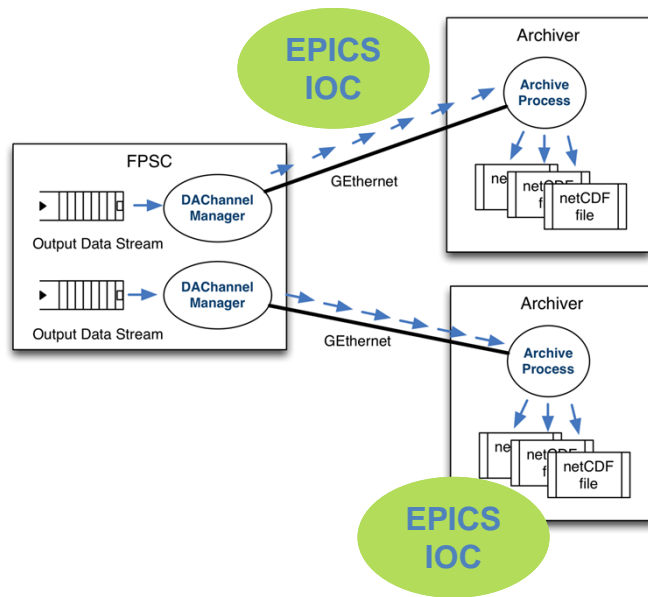 EPICS
IOC
Archiver
Archive
Process
netCDF
file
FPSC
DAChannel
Manager
Output Data Stream
GEthernet
DAChannel
Manager
Output Data Stream
GEthernet
Archiver
Archive
Process
netCDF
netCDF
file
EPICS
IOC